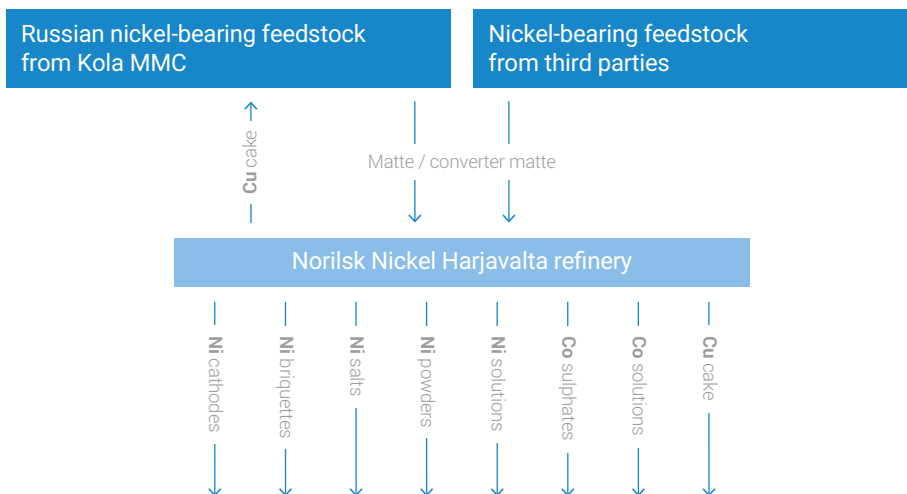 Russian nickel-bearing feedstock
from Kola MMC
Nickel-bearing feedstock
from third parties
Cu cake
Matte / converter matte
Norilsk Nickel Harjavalta refinery
Ni cathodes
Ni briquettes
Ni salts
Ni powders
Ni solutions
Co sulphates
Co solutions
Cu cake